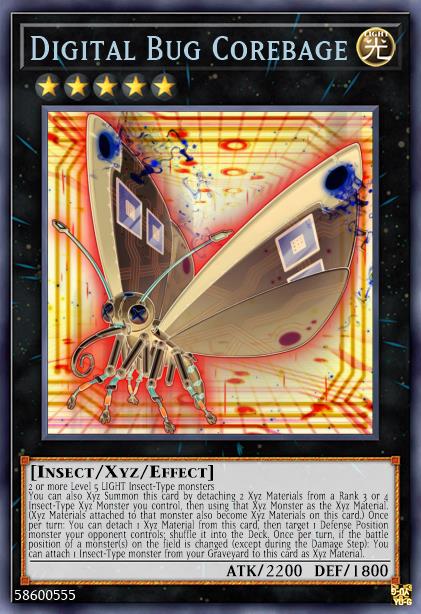 DIGITAL BUG COREBAGE
LIGHT
光
[INSECT/XYZ/EFFECT]
2 or more Level 5 LIGHT Insect-Type monsters
You can also Xyz Summon this card by detaching 2 Xyz Materials from a Rank 3 or 4
Insect-Type Xyz Monster you control, then using that Xyz Monster as the Xyz Material.
(Xyz Materials attached to that monster also become Xyz Materials on this card.) Once
per turn: You can detach 1 Xyz Material from this card, then target 1 Defense Position
monster your opponent controls; shuffle it into the Deck. Once per turn, if the battle
position of a monster(s) on the field is changed (except during the Damage Step): You
can attach 1 Insect-Type monster from your Graveyard to this card as Xyz Material.
ATK/2200 DEF/1800
58600555